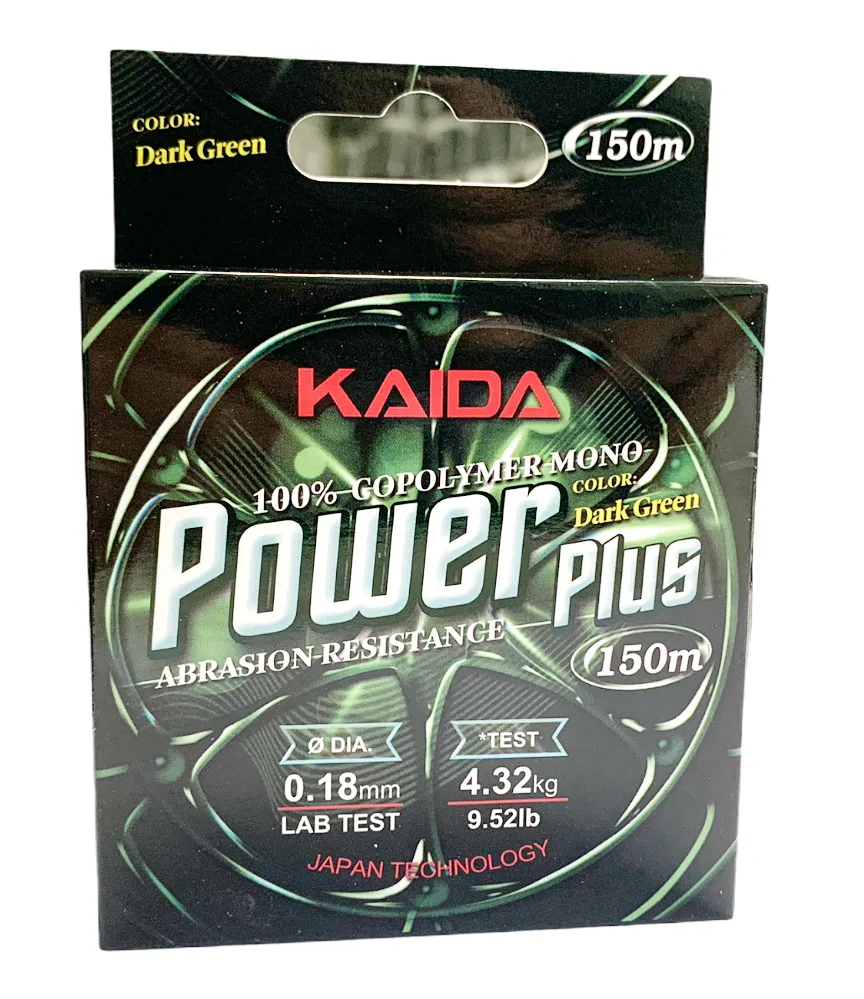 COLOR:
Dark Green
150m
KAIDA
100% GOPOLYMER MONO
COLOR:
Dark Green
Power Plus
ABRASION RESISTANCE
150m
Ø DIA.
0.18mm
LAB TEST
*TEST
4.32kg
9.52lb
JAPAN TECHNOLOGY